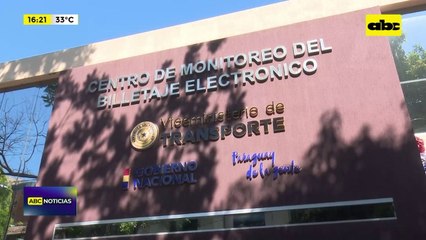 16:21 33°C
abc
CENTRO DE MONITOREO DEL
BILLETAJE ELECTRONICO
Viceministerio de
TRANSPORTE
GOBIERNO
NACIONAL
Paraguay
de la gente
ABC NOTICIAS